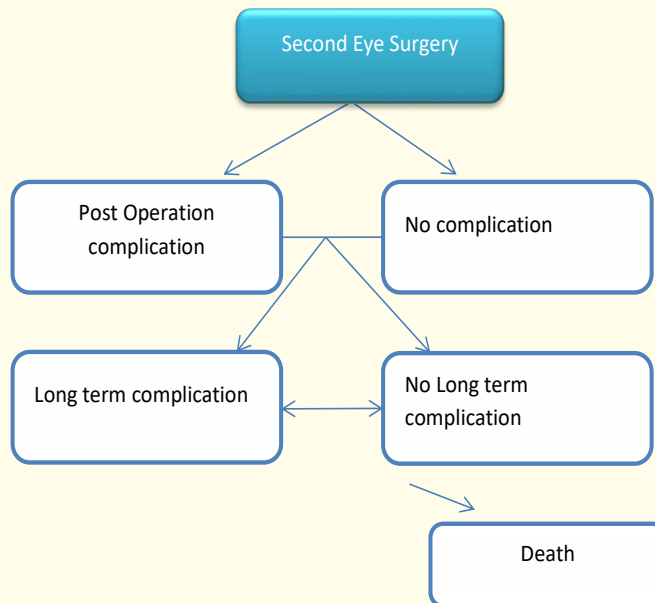 Second Eye Surgery
Post Operation
complication
No complication
Long term complication
No Long term
complication
Death